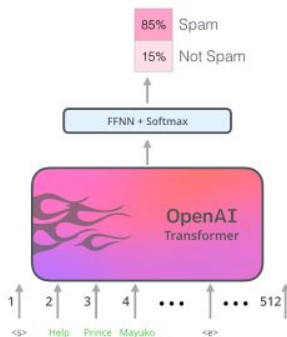 85% Spam
15% Not Spam
FFNN + Softmax
OpenAI
Transformer
1 2 3 4 ••• ••• 512
<s> Help Prince Mayuko <e>